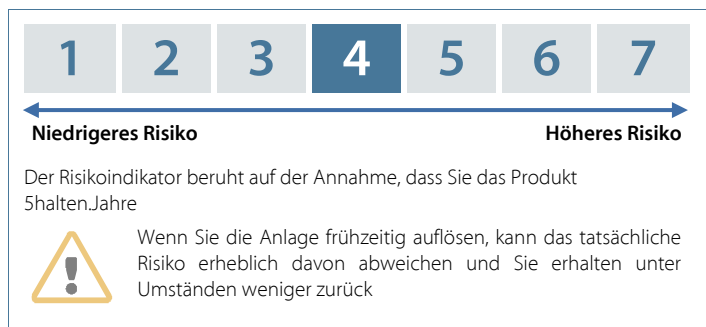 1 2 3 4 5 6 7
Niedrigeres Risiko Höheres Risiko
Der Risikoindikator beruht auf der Annahme, dass Sie das Produkt
5halten.Jahre
Wenn Sie die Anlage frühzeitig auflösen, kann das tatsächliche
Risiko erheblich davon abweichen und Sie erhalten unter
Umständen weniger zurück